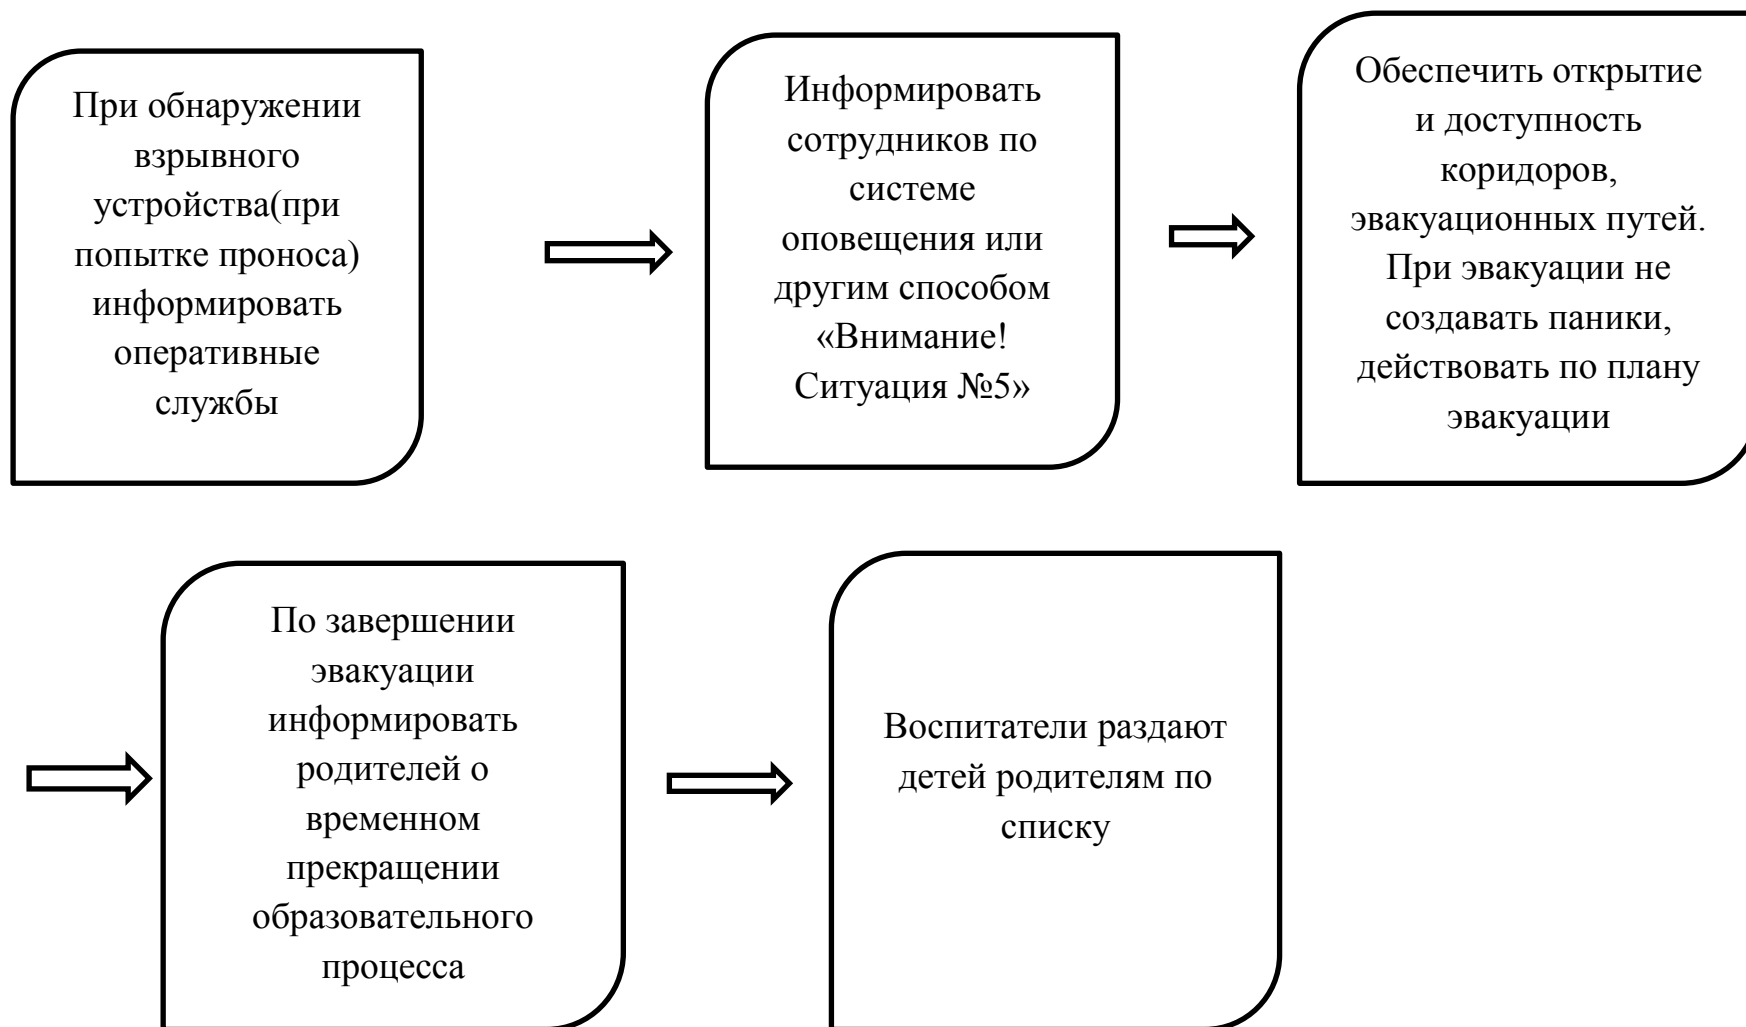 При обнаружении
взрывного
устройства(при
попытке проноса)
информировать
оперативные
службы
Информировать
сотрудников по
системе
оповещения или
другим способом
«Внимание!
Ситуация №5»
Обеспечить открытие
и доступность
коридоров,
эвакуационных путей.
При эвакуации не
создавать паники,
действовать по плану
эвакуации
По завершении
эвакуации
информировать
родителей о
временном
прекращении
образовательного
процесса
Воспитатели раздают
детей родителям по
списку